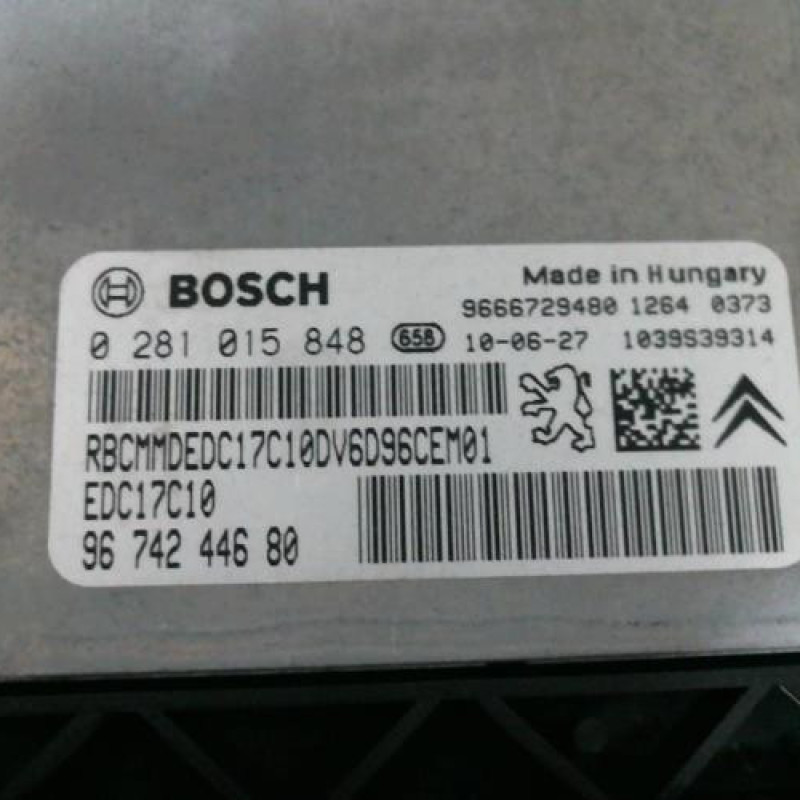 BOSCH
Made in Hungary
9666729480 1264 0373
0 281 015 848 658 10-06-27 1039S39314
RBCMMDEDC17C10DV6D96CEM01
EDC17C10
96 742 446 80